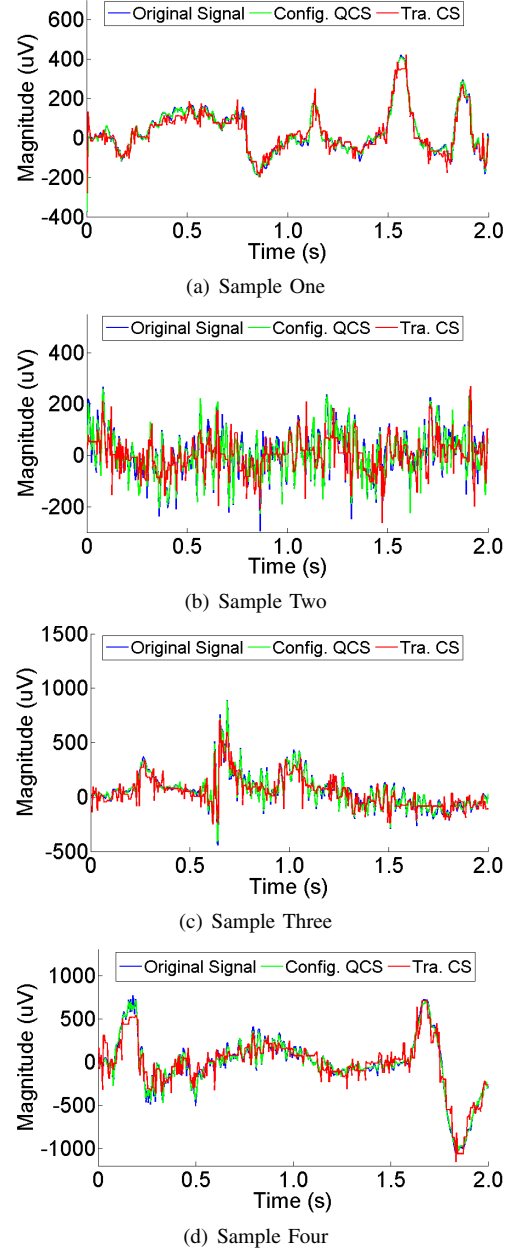 Original Signal Config. QCS Tra. CS
600
400
200
0
-200
-400
Magnitude (uV)
0 0.5 1.0 1.5 2.0
Time (s)
(a) Sample One
Original Signal Config. QCS Tra. CS
400
200
0
-200
Magnitude (uV)
0 0.5 1.0 1.5 2.0
Time (s)
(b) Sample Two
Original Signal Config. QCS Tra. CS
1500
1000
500
0
-500
Magnitude (uV)
0 0.5 1.0 1.5 2.0
Time (s)
(c) Sample Three
Original Signal Config. QCS Tra. CS
1000
500
0
-500
-1000
Magnitude (uV)
0 0.5 1.0 1.5 2.0
Time (s)
(d) Sample Four